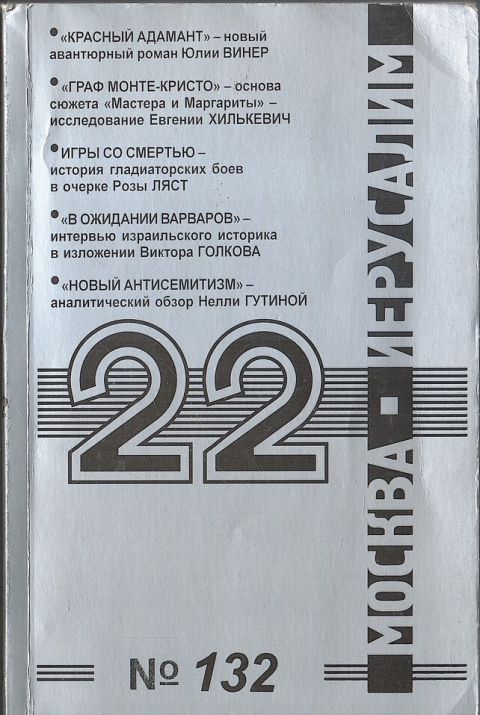 • «КРАСНЫЙ АДАМАНТ» – новый
авантюрный роман Юлии ВИНЕР
• «ГРАФ МОНТЕ-КРИСТО» – основа
сюжета «Мастера и Маргариты» –
исследование Евгении ХИЛЬКЕВИЧ
• ИГРЫ СО СМЕРТЬЮ –
история гладиаторских боев
в очерке Розы ЛЯСТ
• «В ОЖИДАНИИ ВАРВАРОВ» –
интервью израильского историка
в изложении Виктора ГОЛКОВА
• «НОВЫЙ АНТИСЕМИТИЗМ» –
аналитический обзор Нелли ГУТИНОЙ
22
МОСКВА - ИЕРУСАЛИМ
№ 132